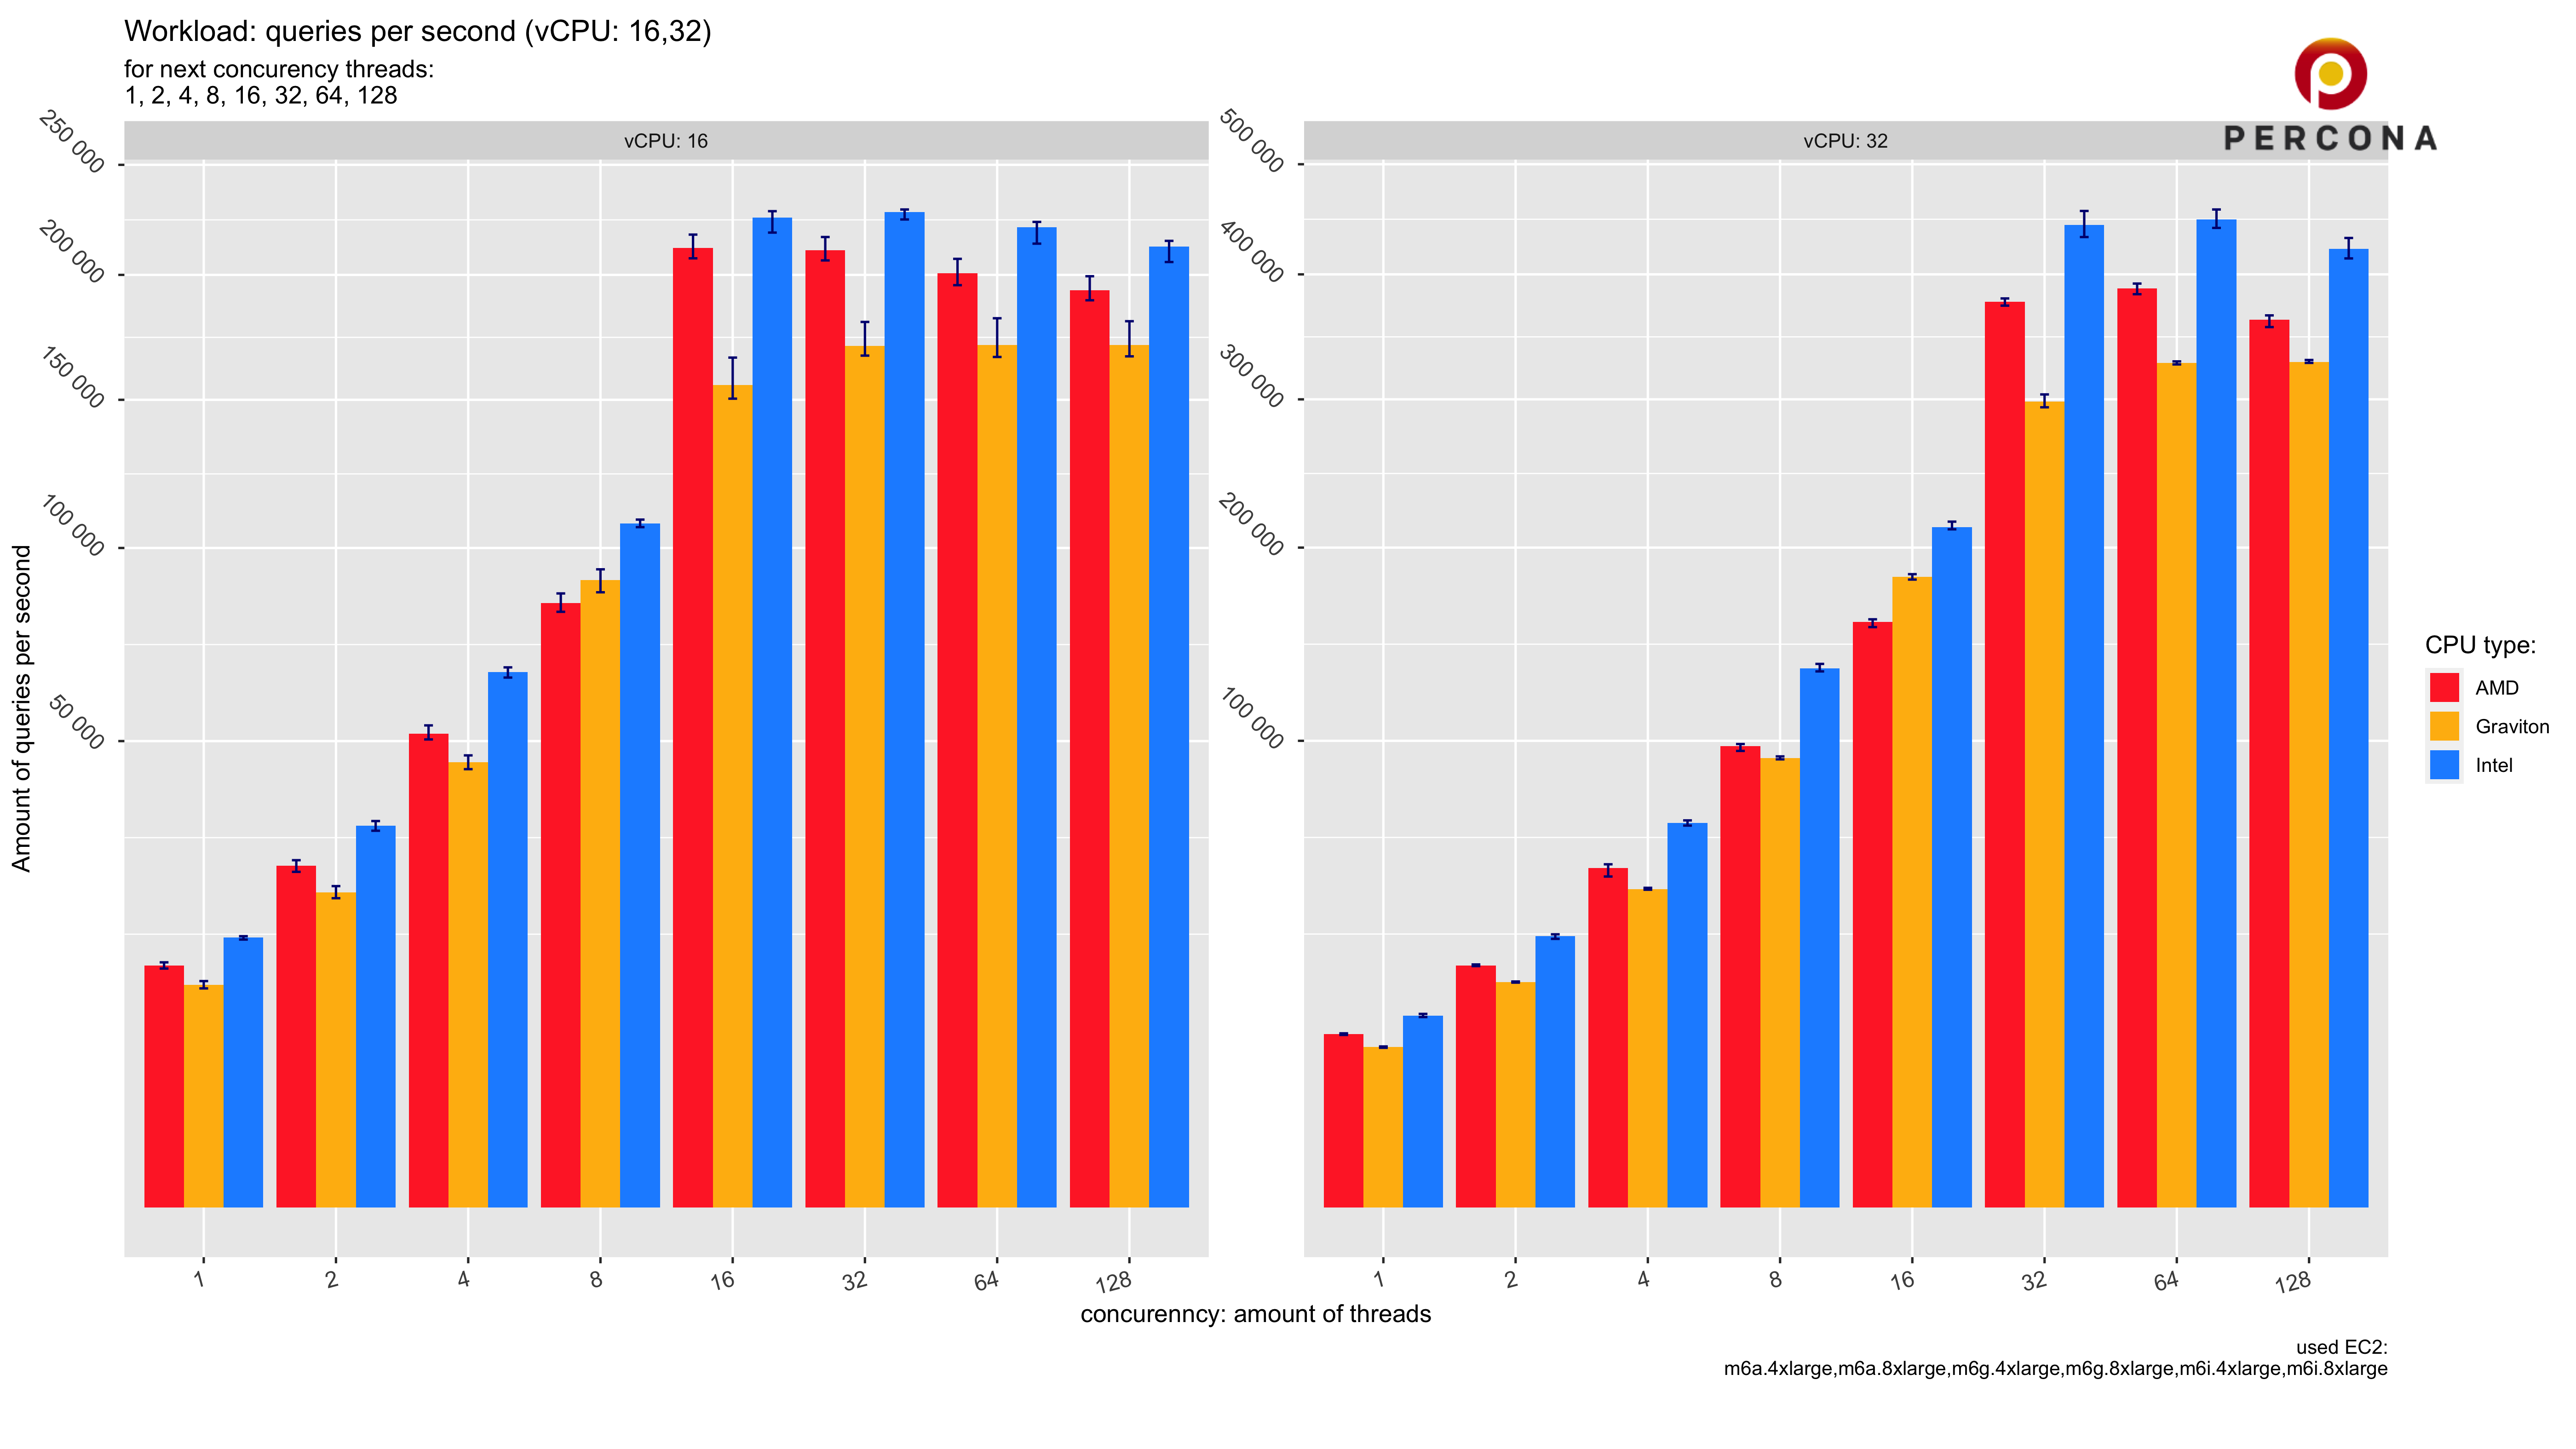 Workload: queries per second (vCPU: 16,32)
for next concurency threads:
1, 2, 4, 8, 16, 32, 64, 128
PERCONA
vCPU: 16
vCPU: 32
Amount of queries per second
250 000
200 000
150 000
100 000
50 000
500 000
400 000
300 000
200 000
100 000
CPU type:
AMD
Graviton
Intel
1 2 4 8 16 32 64 128
1 2 4 8 16 32 64 128
concurenncy: amount of threads
used EC2:
m6a.4xlarge,m6a.8xlarge,m6g.4xlarge,m6g.8xlarge,m6i.4xlarge,m6i.8xlarge